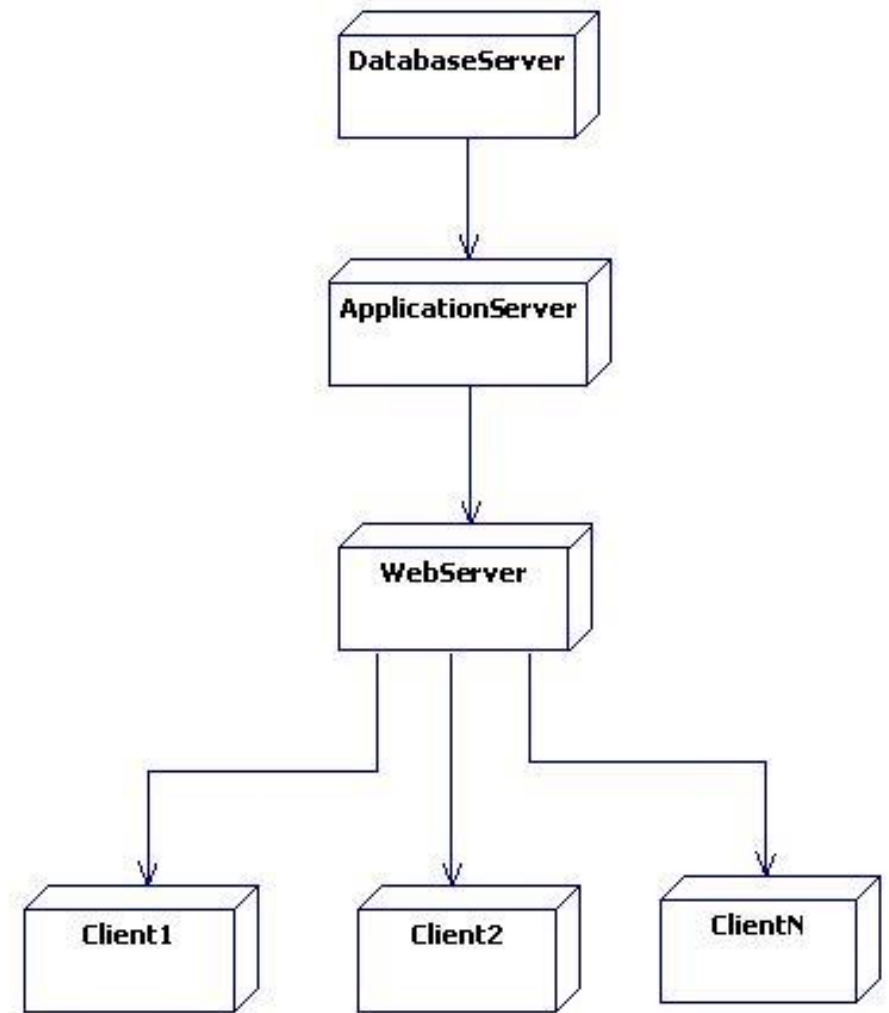 DatabaseServer
ApplicationServer
WebServer
Client1
Client2
ClientN